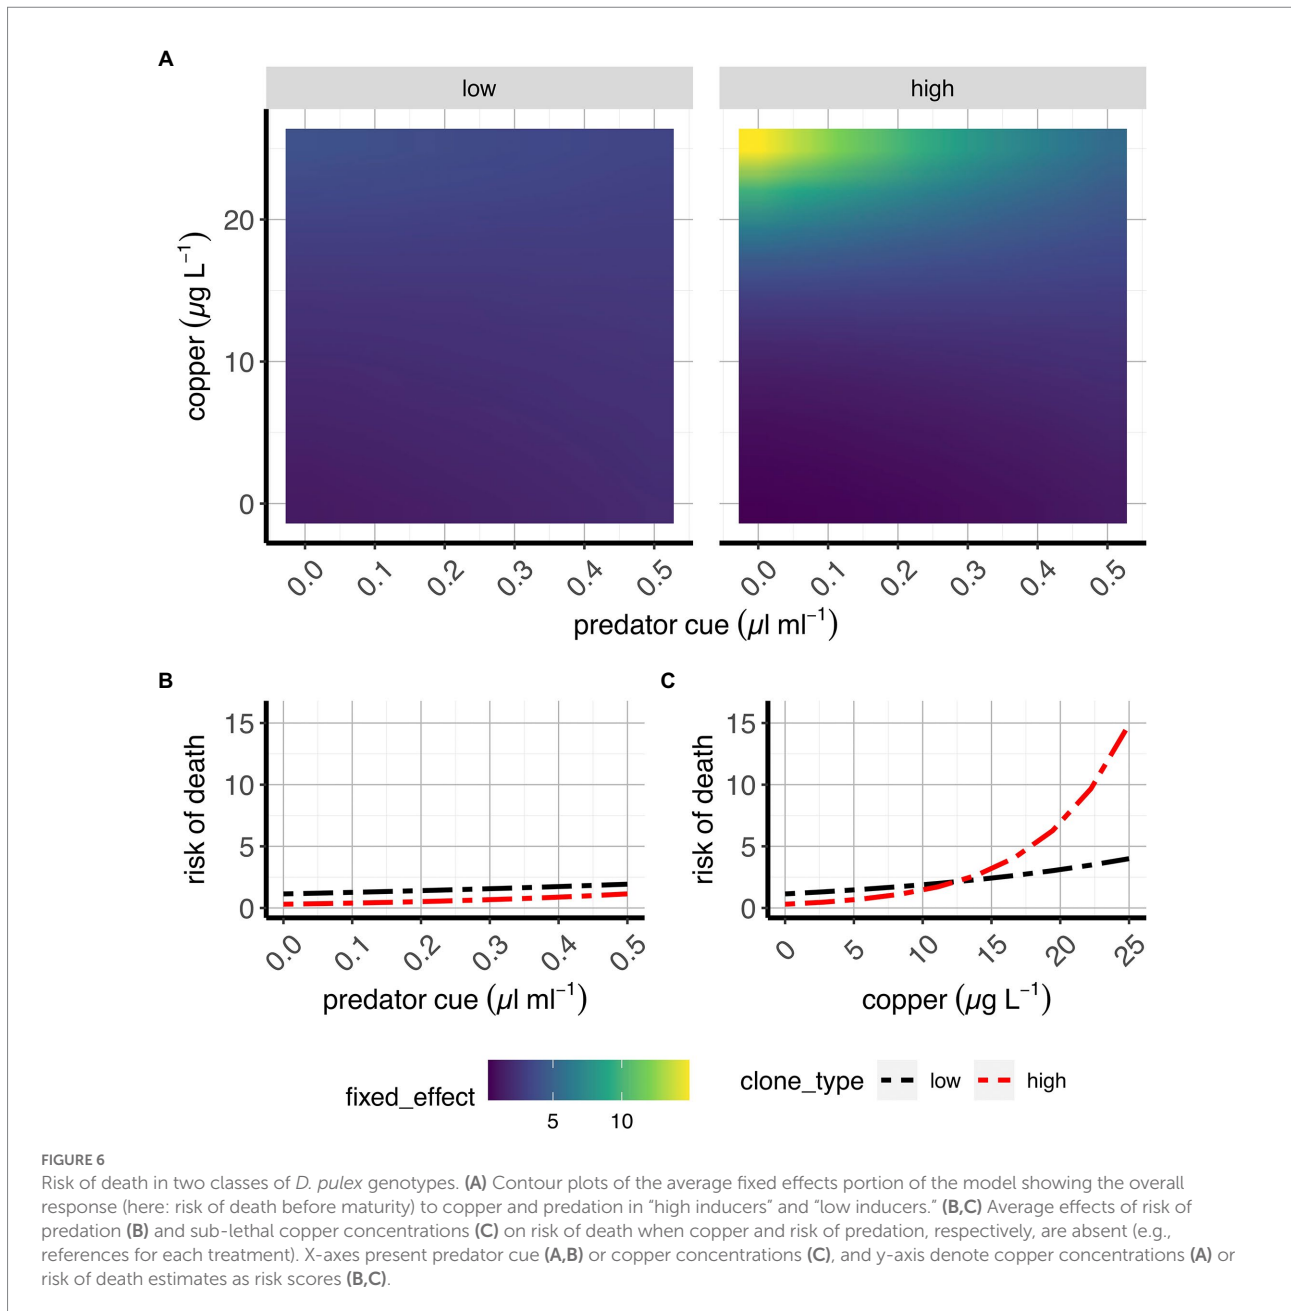 A
low high
copper (µg L⁻¹)
20
10
0
0.0 0.1 0.2 0.3 0.4 0.5 0.0 0.1 0.2 0.3 0.4 0.5
predator cue (µl ml⁻¹)
B
risk of death
15
10
5
0
0.0 0.1 0.2 0.3 0.4 0.5
predator cue (µl ml⁻¹)
C
risk of death
15
10
5
0
0 5 10 15 20 25
copper (µg L⁻¹)
fixed_effect
5 10
clone_type low high
FIGURE 6
Risk of death in two classes of D. pulex genotypes. (A) Contour plots of the average fixed effects portion of the model showing the overall
response (here: risk of death before maturity) to copper and predation in “high inducers” and “low inducers.” (B,C) Average effects of risk of
predation (B) and sub-lethal copper concentrations (C) on risk of death when copper and risk of predation, respectively, are absent (e.g.,
references for each treatment). X-axes present predator cue (A,B) or copper concentrations (C), and y-axis denote copper concentrations (A) or
risk of death estimates as risk scores (B,C).